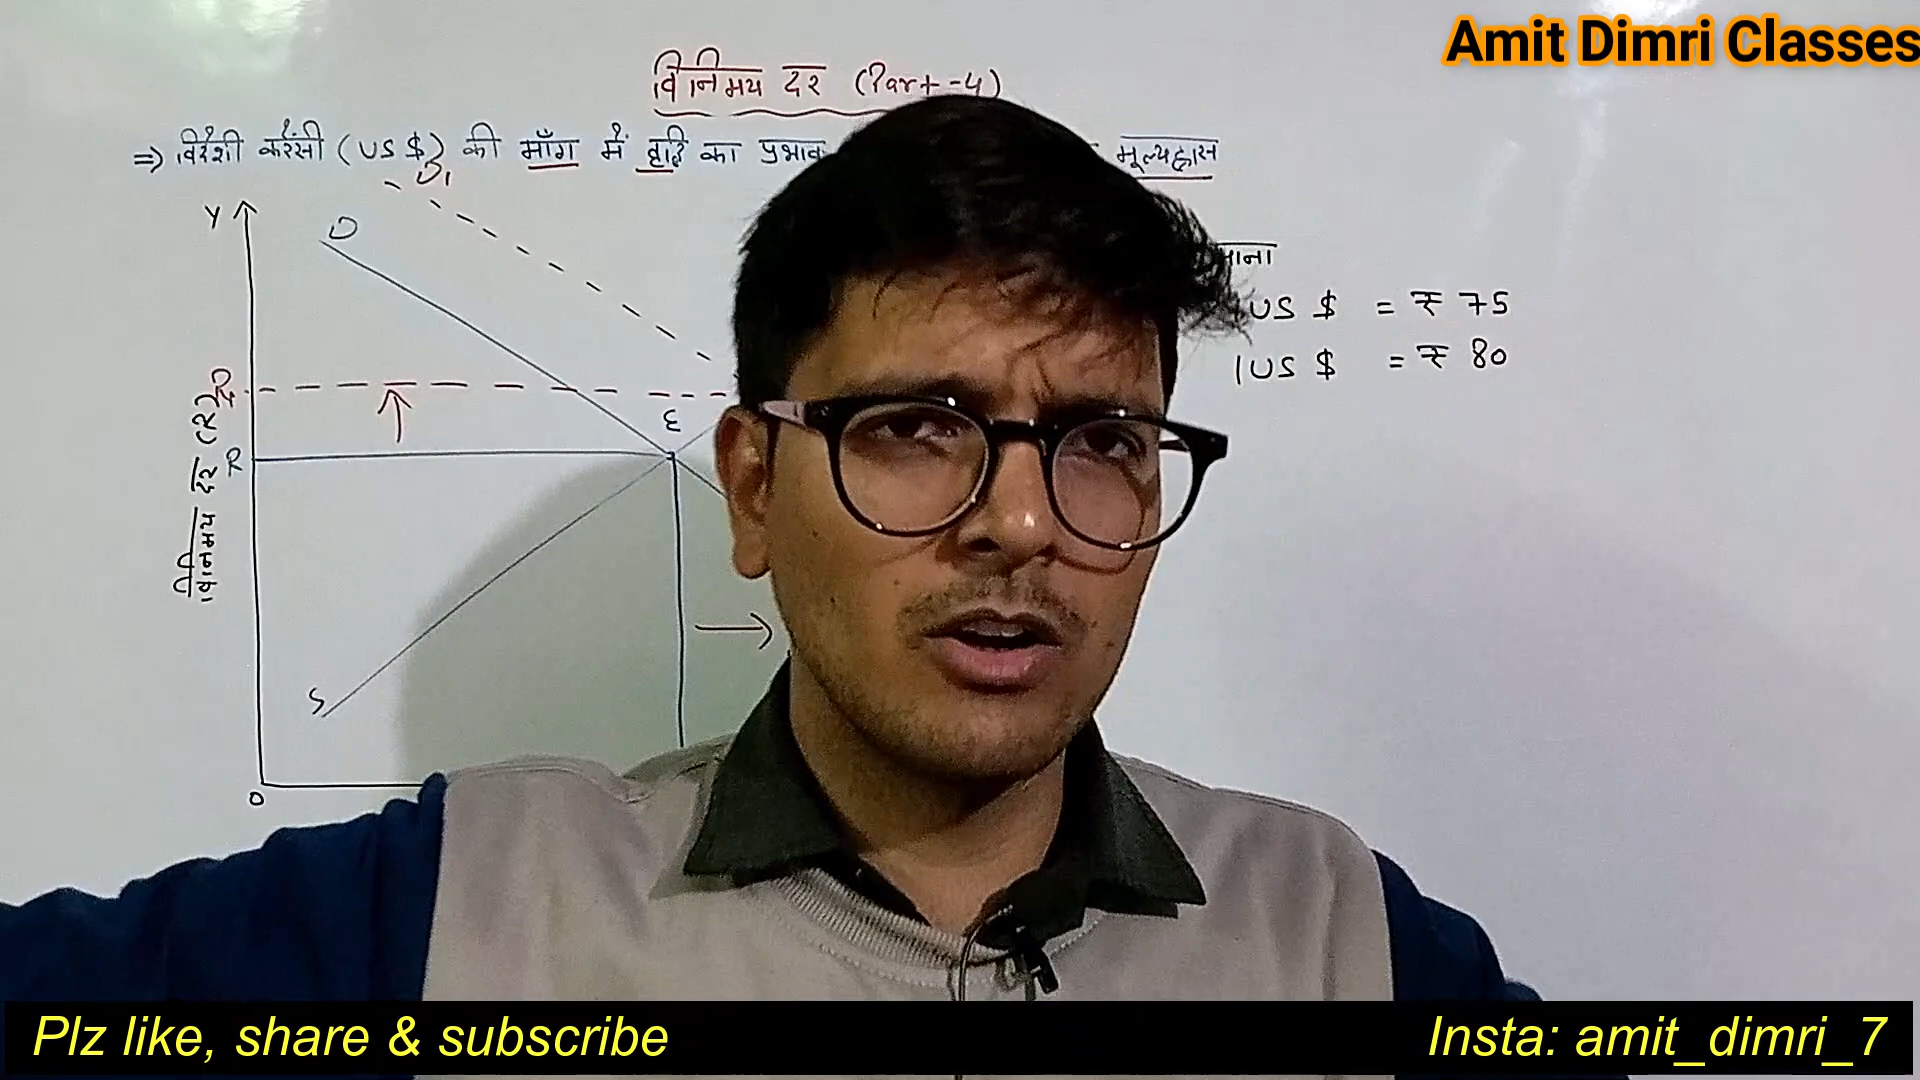 Amit Dimri Classes
विनिमय दर (Part-4)
⇒ विदेशी करेंसी (US $) की माँग में वृद्धि का प्रभाव मूल्यह्रास
D1
Y
D
माना
1 US $ = ₹ 75
1 US $ = ₹ 80
R1
E
R
विनिमय दर (र)
S
O
Plz like, share & subscribe
Insta: amit_dimri_7